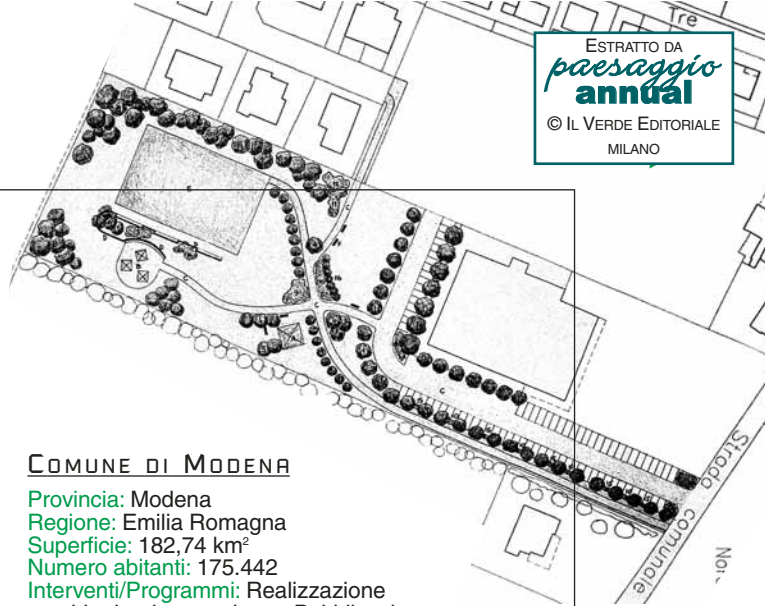 Tre
ESTRATTO DA
paesaggio
annual
© IL VERDE EDITORIALE
MILANO
Strada comunale
COMUNE DI MODENA
Provincia: Modena
Regione: Emilia Romagna
Superficie: 182,74 km²
Numero abitanti: 175.442
Interventi/Programmi: Realizzazione